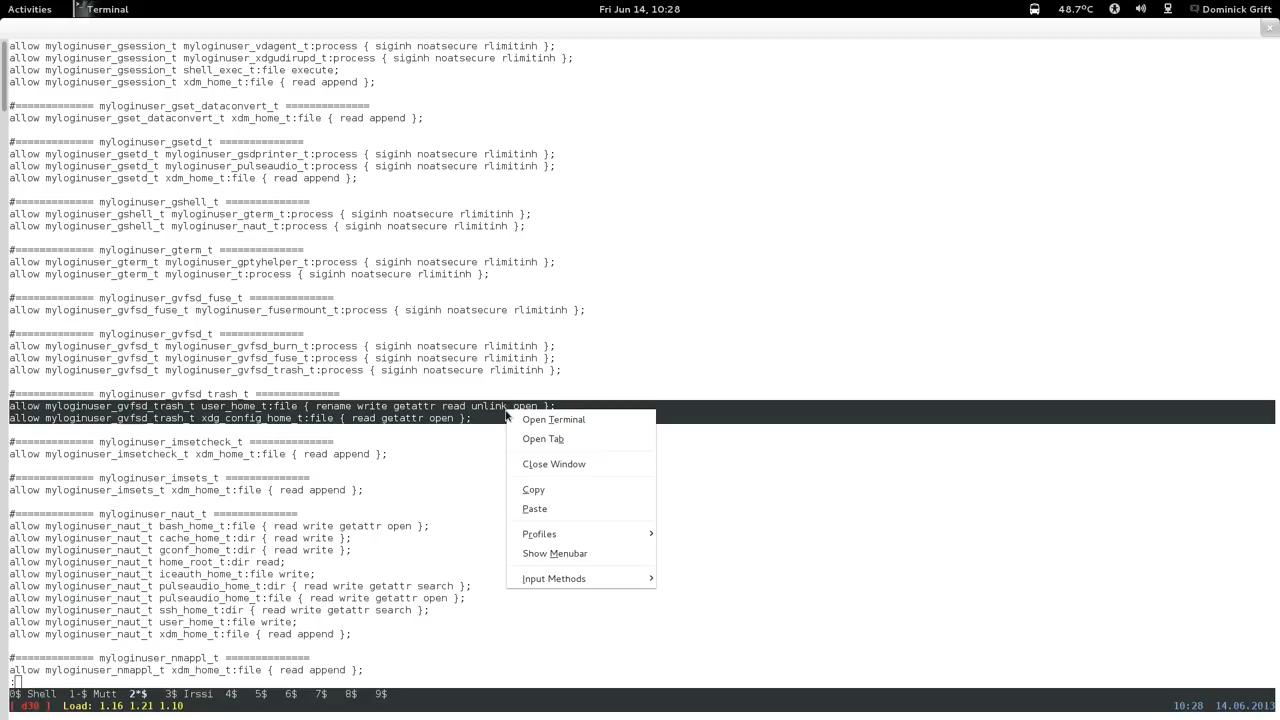 Activities Terminal Fri Jun 14, 10:28 48.7°C Dominick Grift
allow myloginuser_gsession_t myloginuser_vdagent_t:process { siginh noatsecure rlimitinh };
allow myloginuser_gsession_t myloginuser_xdgudirupd_t:process { siginh noatsecure rlimitinh };
allow myloginuser_gsession_t shell_exec_t:file execute;
allow myloginuser_gsession_t xdm_home_t:file { read append };
#============= myloginuser_gset_dataconvert_t ==============
allow myloginuser_gset_dataconvert_t xdm_home_t:file { read append };
#============= myloginuser_gsetd_t ==============
allow myloginuser_gsetd_t myloginuser_gsdprinter_t:process { siginh noatsecure rlimitinh };
allow myloginuser_gsetd_t myloginuser_pulseaudio_t:process { siginh noatsecure rlimitinh };
allow myloginuser_gsetd_t xdm_home_t:file { read append };
#============= myloginuser_gshell_t ==============
allow myloginuser_gshell_t myloginuser_gterm_t:process { siginh noatsecure rlimitinh };
allow myloginuser_gshell_t myloginuser_naut_t:process { siginh noatsecure rlimitinh };
#============= myloginuser_gterm_t ==============
allow myloginuser_gterm_t myloginuser_gptyhelper_t:process { siginh noatsecure rlimitinh };
allow myloginuser_gterm_t myloginuser_t:process { siginh noatsecure rlimitinh };
#============= myloginuser_gvfsd_fuse_t ==============
allow myloginuser_gvfsd_fuse_t myloginuser_fusermount_t:process { siginh noatsecure rlimitinh };
#============= myloginuser_gvfsd_t ==============
allow myloginuser_gvfsd_t myloginuser_gvfsd_burn_t:process { siginh noatsecure rlimitinh };
allow myloginuser_gvfsd_t myloginuser_gvfsd_fuse_t:process { siginh noatsecure rlimitinh };
allow myloginuser_gvfsd_t myloginuser_gvfsd_trash_t:process { siginh noatsecure rlimitinh };
#============= myloginuser_gvfsd_trash_t ==============
allow myloginuser_gvfsd_trash_t user_home_t:file { rename write getattr read unlink open };
allow myloginuser_gvfsd_trash_t xdg_config_home_t:file { read getattr open };
Open Terminal
Open Tab
Close Window
Copy
Paste
Profiles
Show Menubar
Input Methods
#============= myloginuser_imsetcheck_t ==============
allow myloginuser_imsetcheck_t xdm_home_t:file { read append };
#============= myloginuser_imsets_t ==============
allow myloginuser_imsets_t xdm_home_t:file { read append };
#============= myloginuser_naut_t ==============
allow myloginuser_naut_t bash_home_t:file { read write getattr open };
allow myloginuser_naut_t cache_home_t:dir { read write };
allow myloginuser_naut_t gconf_home_t:dir { read write };
allow myloginuser_naut_t home_root_t:dir read;
allow myloginuser_naut_t iceauth_home_t:file write;
allow myloginuser_naut_t pulseaudio_home_t:dir { read write getattr search };
allow myloginuser_naut_t pulseaudio_home_t:file { read write getattr open };
allow myloginuser_naut_t ssh_home_t:dir { read write getattr search };
allow myloginuser_naut_t user_home_t:file write;
allow myloginuser_naut_t xdm_home_t:file { read append };
#============= myloginuser_nmappl_t ==============
allow myloginuser_nmappl_t xdm_home_t:file { read append };
:
0$ Shell 1-$ Mutt 2*$ 3$ Irssi 4$ 5$ 6$ 7$ 8$ 9$
[ d30 ] Load: 1.16 1.21 1.10 10:28 14.06.2013